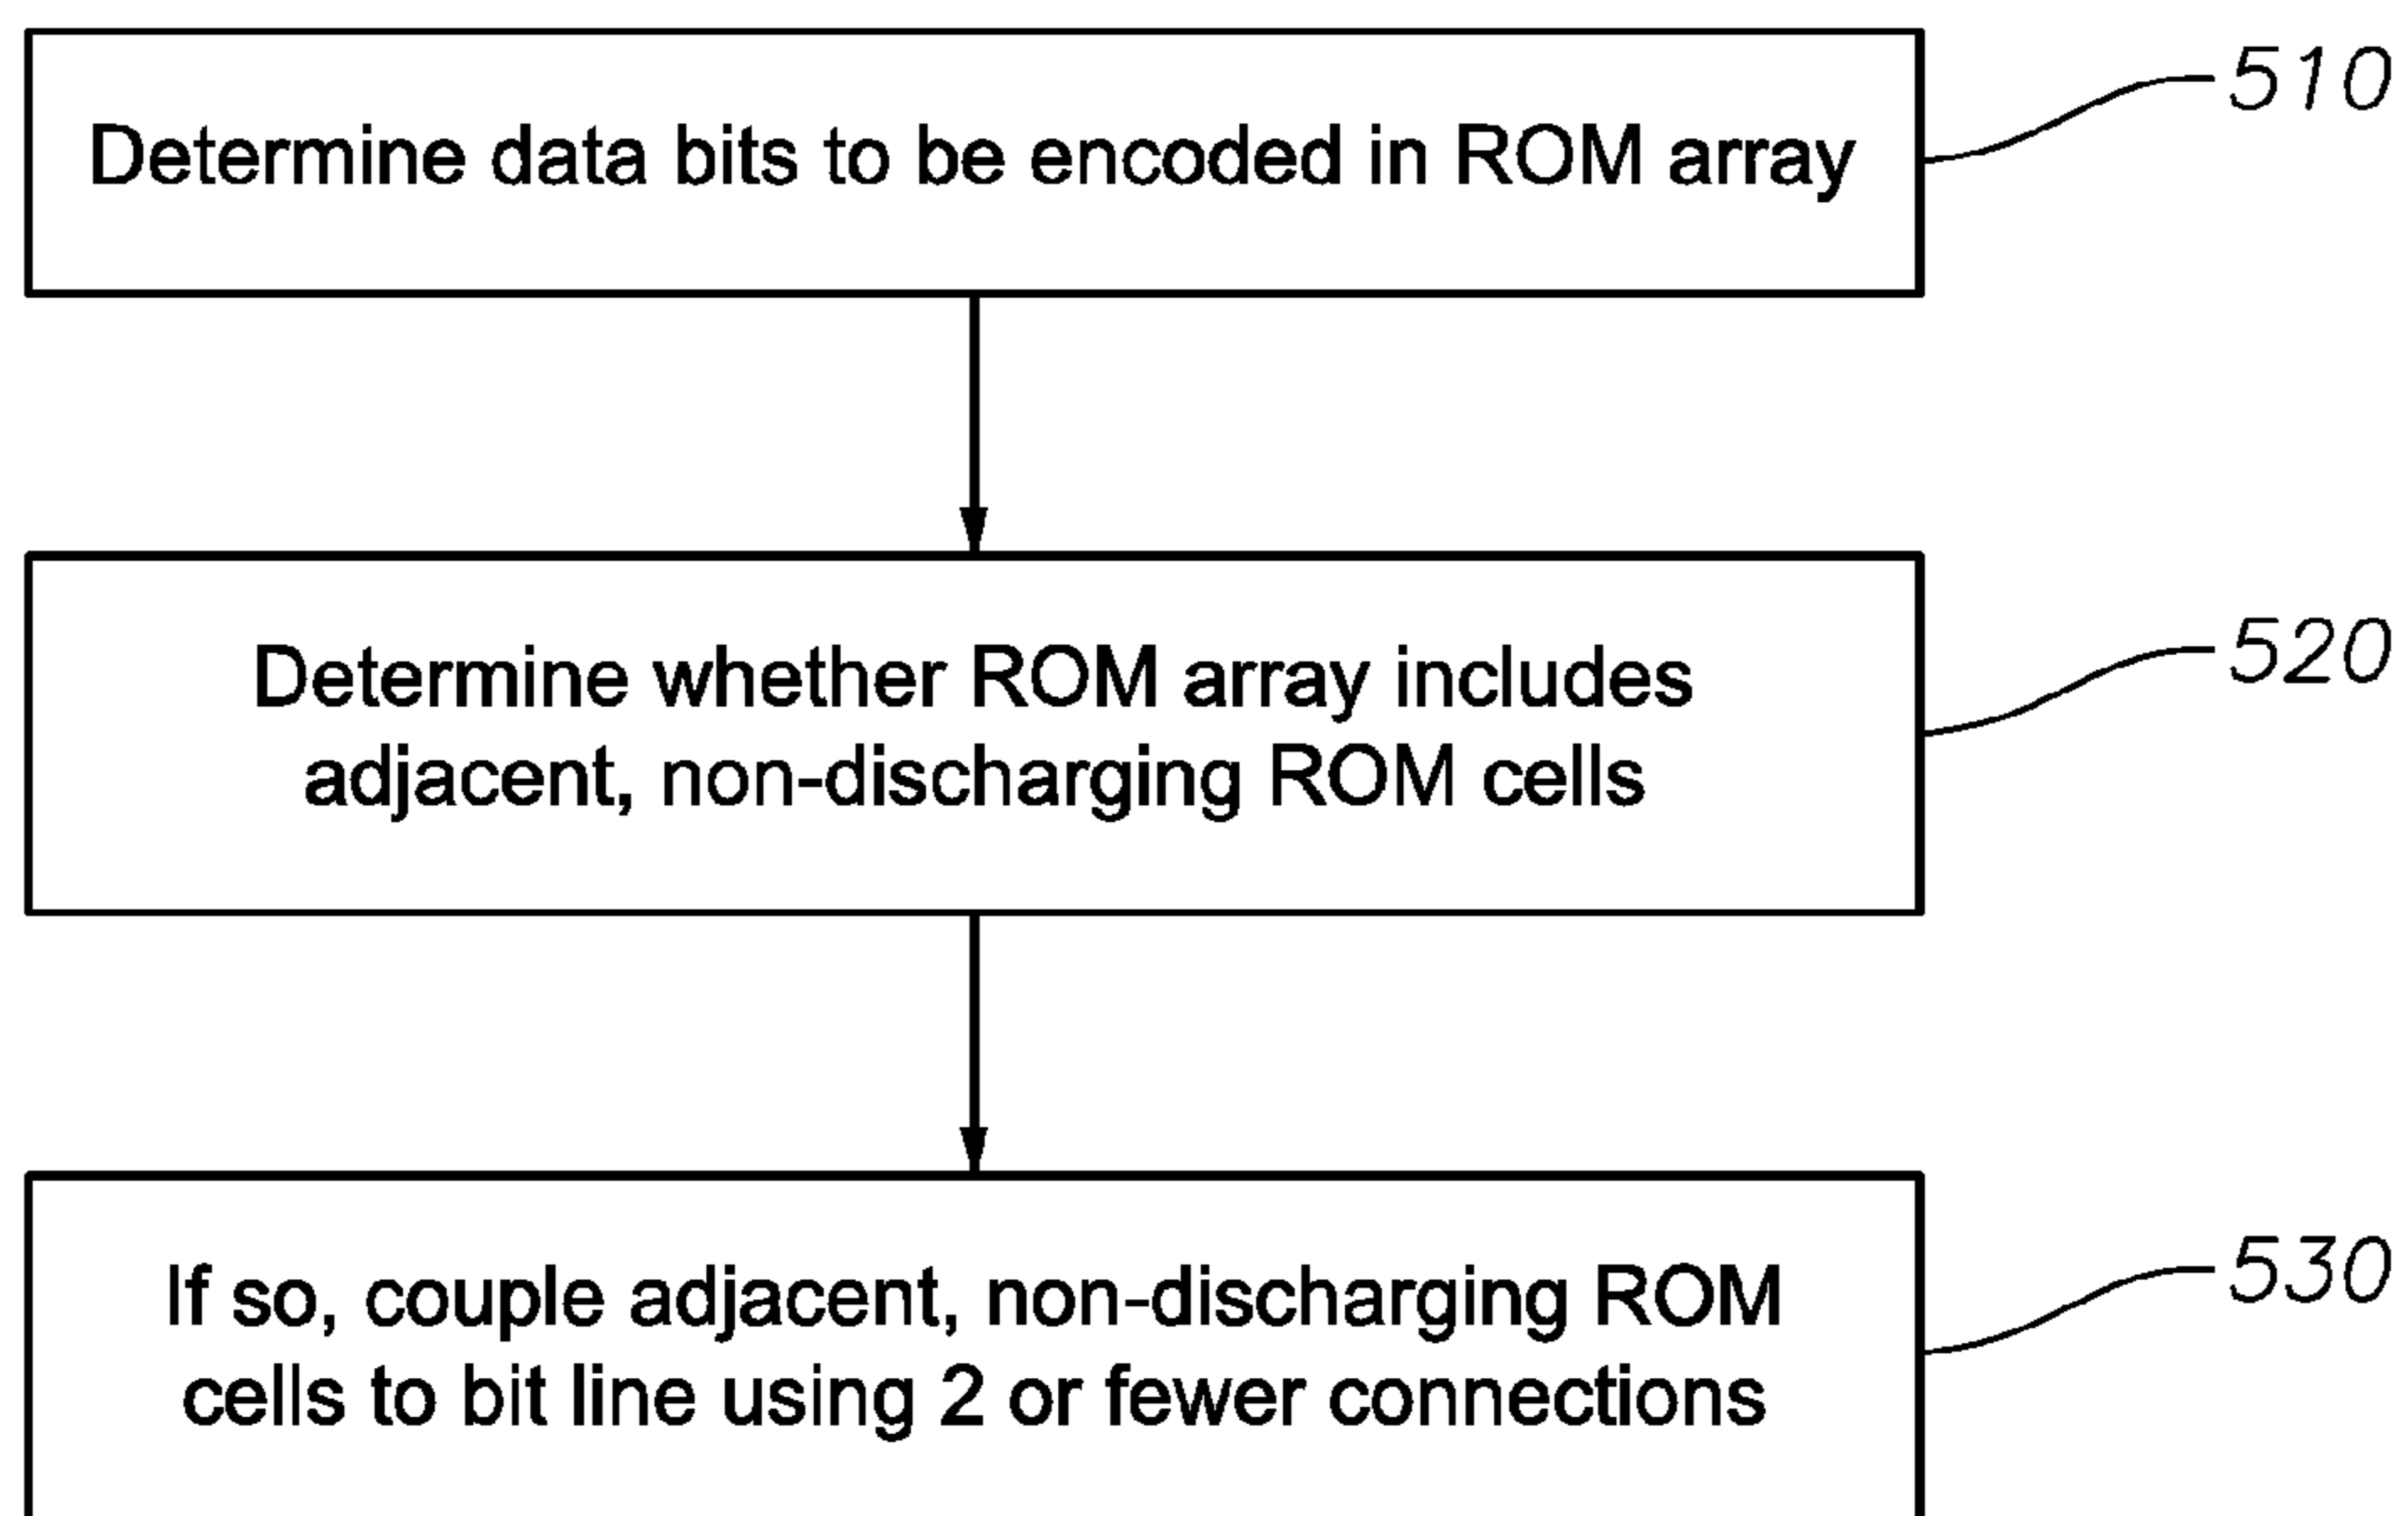 Determine data bits to be encoded in ROM array
510
Determine whether ROM array includes
adjacent, non-discharging ROM cells
520
If so, couple adjacent, non-discharging ROM
cells to bit line using 2 or fewer connections
530